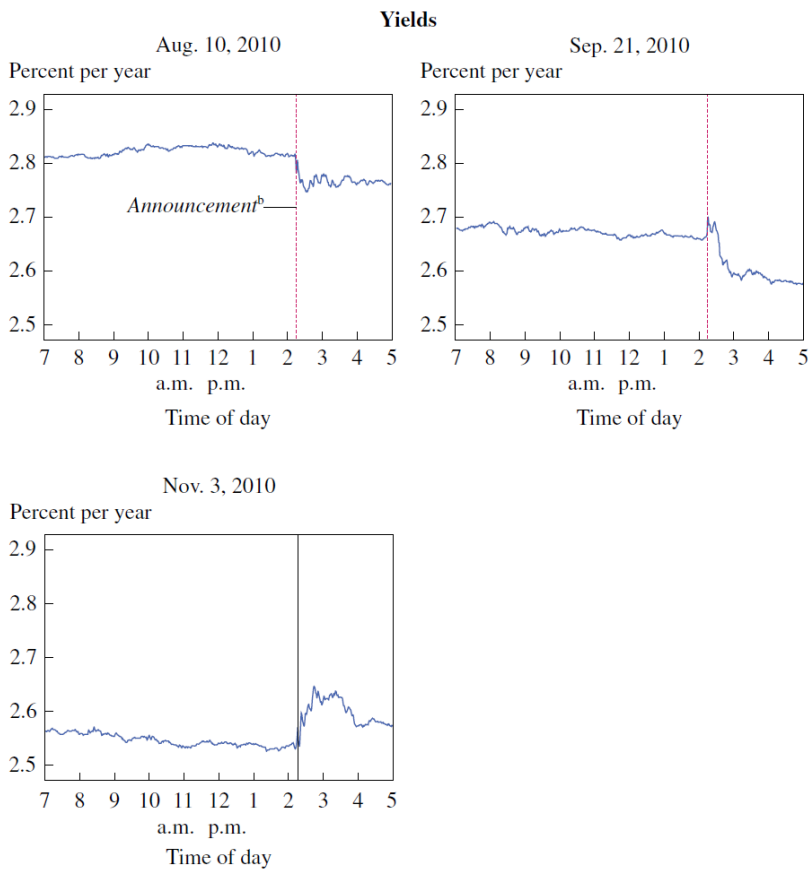 Yields
Aug. 10, 2010
Percent per year
2.9
2.8
2.7
2.6
2.5
Announcementᵇ
7 8 9 10 11 12 1 2 3 4 5
a.m. p.m.
Time of day
Sep. 21, 2010
Percent per year
2.9
2.8
2.7
2.6
2.5
7 8 9 10 11 12 1 2 3 4 5
a.m. p.m.
Time of day
Nov. 3, 2010
Percent per year
2.9
2.8
2.7
2.6
2.5
7 8 9 10 11 12 1 2 3 4 5
a.m. p.m.
Time of day